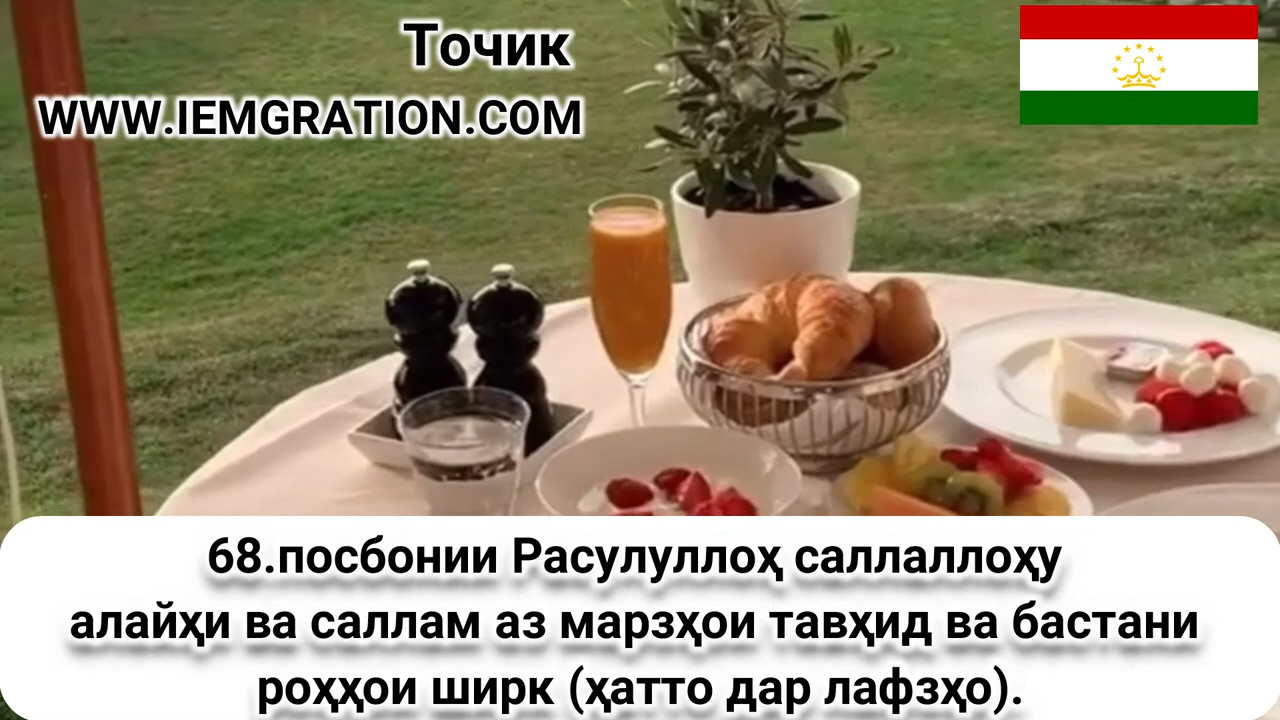 Точик
WWW.IEMGRATION.COM
68.посбонии Расулуллоҳ саллаллоҳу
алайҳи ва саллам аз марзҳои тавҳид ва бастани
роҳҳои ширк (ҳатто дар лафзҳо).